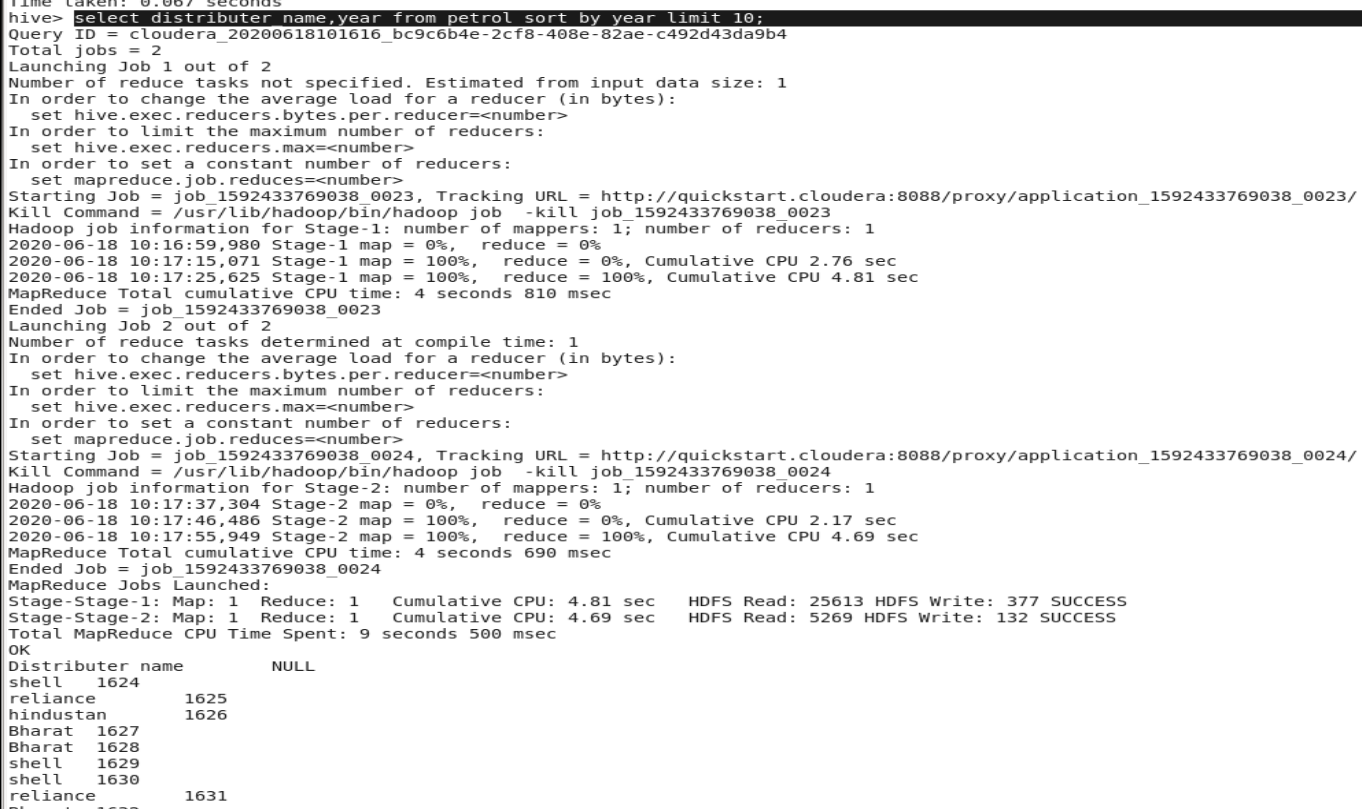 Time taken: 0.067 seconds
hive> select distributer_name,year from petrol sort by year limit 10;
Query ID = cloudera_20200618101616_bc9c6b4e-2cf8-408e-82ae-c492d43da9b4
Total jobs = 2
Launching Job 1 out of 2
Number of reduce tasks not specified. Estimated from input data size: 1
In order to change the average load for a reducer (in bytes):
  set hive.exec.reducers.bytes.per.reducer=<number>
In order to limit the maximum number of reducers:
  set hive.exec.reducers.max=<number>
In order to set a constant number of reducers:
  set mapreduce.job.reduces=<number>
Starting Job = job_1592433769038_0023, Tracking URL = http://quickstart.cloudera:8088/proxy/application_1592433769038_0023/
Kill Command = /usr/lib/hadoop/bin/hadoop job  -kill job_1592433769038_0023
Hadoop job information for Stage-1: number of mappers: 1; number of reducers: 1
2020-06-18 10:16:59,980 Stage-1 map = 0%,  reduce = 0%
2020-06-18 10:17:15,071 Stage-1 map = 100%,  reduce = 0%, Cumulative CPU 2.76 sec
2020-06-18 10:17:25,625 Stage-1 map = 100%,  reduce = 100%, Cumulative CPU 4.81 sec
MapReduce Total cumulative CPU time: 4 seconds 810 msec
Ended Job = job_1592433769038_0023
Launching Job 2 out of 2
Number of reduce tasks determined at compile time: 1
In order to change the average load for a reducer (in bytes):
  set hive.exec.reducers.bytes.per.reducer=<number>
In order to limit the maximum number of reducers:
  set hive.exec.reducers.max=<number>
In order to set a constant number of reducers:
  set mapreduce.job.reduces=<number>
Starting Job = job_1592433769038_0024, Tracking URL = http://quickstart.cloudera:8088/proxy/application_1592433769038_0024/
Kill Command = /usr/lib/hadoop/bin/hadoop job  -kill job_1592433769038_0024
Hadoop job information for Stage-2: number of mappers: 1; number of reducers: 1
2020-06-18 10:17:37,304 Stage-2 map = 0%,  reduce = 0%
2020-06-18 10:17:46,486 Stage-2 map = 100%,  reduce = 0%, Cumulative CPU 2.17 sec
2020-06-18 10:17:55,949 Stage-2 map = 100%,  reduce = 100%, Cumulative CPU 4.69 sec
MapReduce Total cumulative CPU time: 4 seconds 690 msec
Ended Job = job_1592433769038_0024
MapReduce Jobs Launched:
Stage-Stage-1: Map: 1  Reduce: 1   Cumulative CPU: 4.81 sec   HDFS Read: 25613 HDFS Write: 377 SUCCESS
Stage-Stage-2: Map: 1  Reduce: 1   Cumulative CPU: 4.69 sec   HDFS Read: 5269 HDFS Write: 132 SUCCESS
Total MapReduce CPU Time Spent: 9 seconds 500 msec
OK
Distributer name        NULL
shell   1624
reliance        1625
hindustan       1626
Bharat  1627
Bharat  1628
shell   1629
shell   1630
reliance        1631